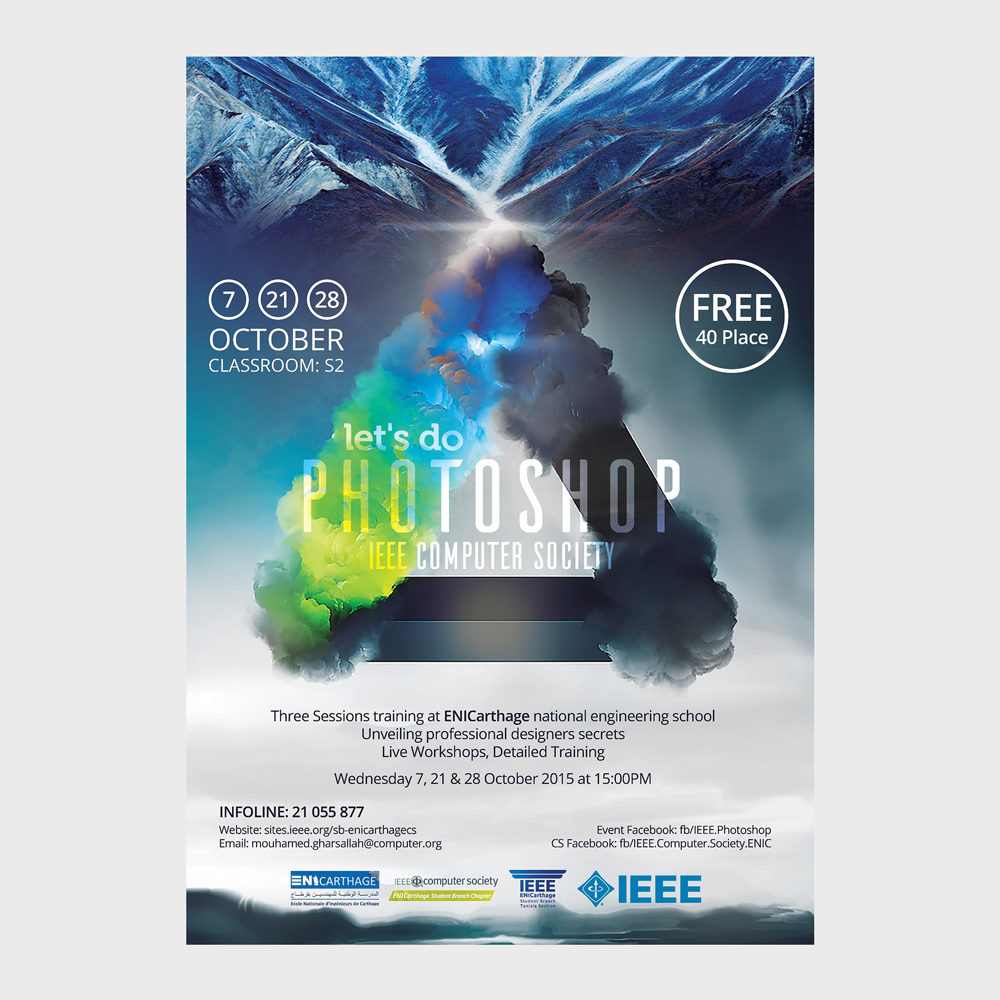 7 21 28
OCTOBER
CLASSROOM: S2
FREE
40 Place
let's do
PHOTOSHOP
IEEE COMPUTER SOCIETY
Three Sessions training at ENICarthage national engineering school
Unveiling professional designers secrets
Live Workshops, Detailed Training
Wednesday 7, 21 & 28 October 2015 at 15:00PM
INFOLINE: 21 055 877
Website: sites.ieee.org/sb-enicarthagecs
Email: mouhamed.gharsallah@computer.org
Event Facebook: fb/IEEE.Photoshop
CS Facebook: fb/IEEE.Computer.Society.ENIC
ENICARTHAGE
المدرسة الوطنية للمهندسين بقرطاج
Ecole Nationale d'Ingénieurs de Carthage
IEEE computer society
ENICarthage Student Branch Chapter
IEEE
ENICarthage
Student Branch
Tunisia Section
IEEE